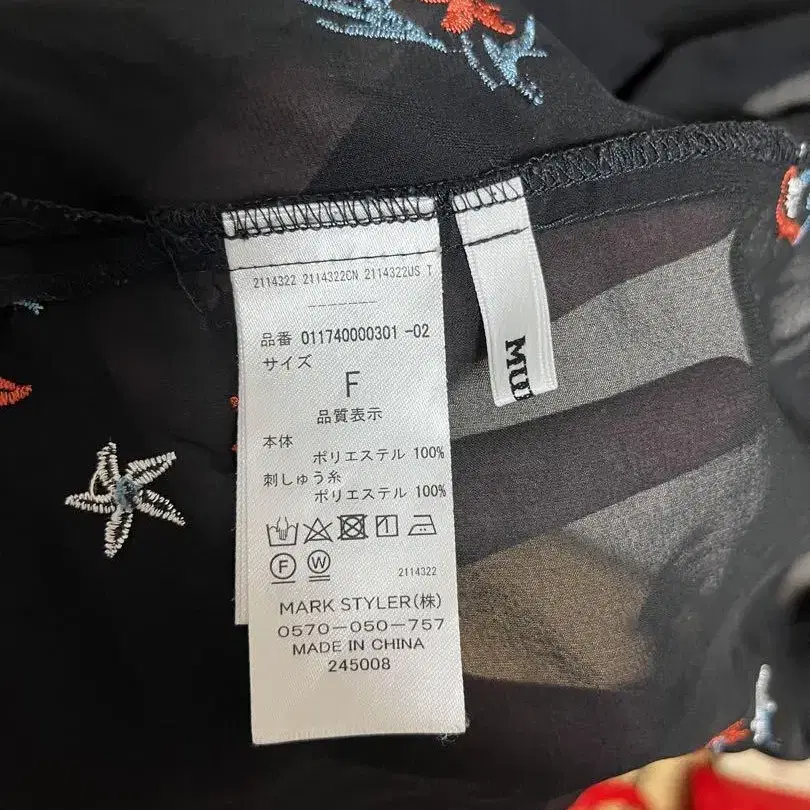 2114322 2114322CN 2114322US T
-------
品番 011740000301 -02
サイズ
F
品質表示
本体
ポリエステル 100%
刺しゅう糸
ポリエステル 100%
F W
2114322
MARK STYLER(株)
0570-050-757
MADE IN CHINA
245008